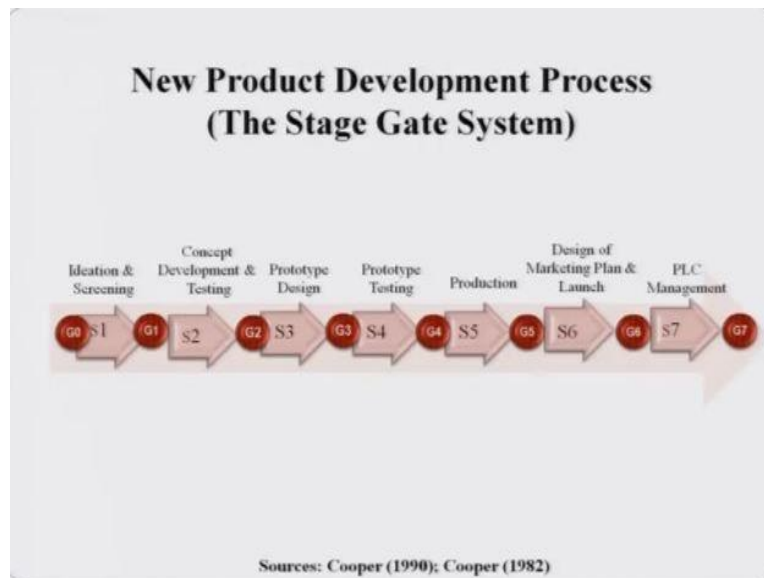 New Product Development Process
(The Stage Gate System)
Ideation &
Screening
Concept
Development &
Testing
Prototype
Design
Prototype
Testing
Production
Design of
Marketing Plan &
Launch
PLC
Management
G0 S1 G1 S2 G2 S3 G3 S4 G4 S5 G5 S6 G6 S7 G7
Sources: Cooper (1990); Cooper (1982)